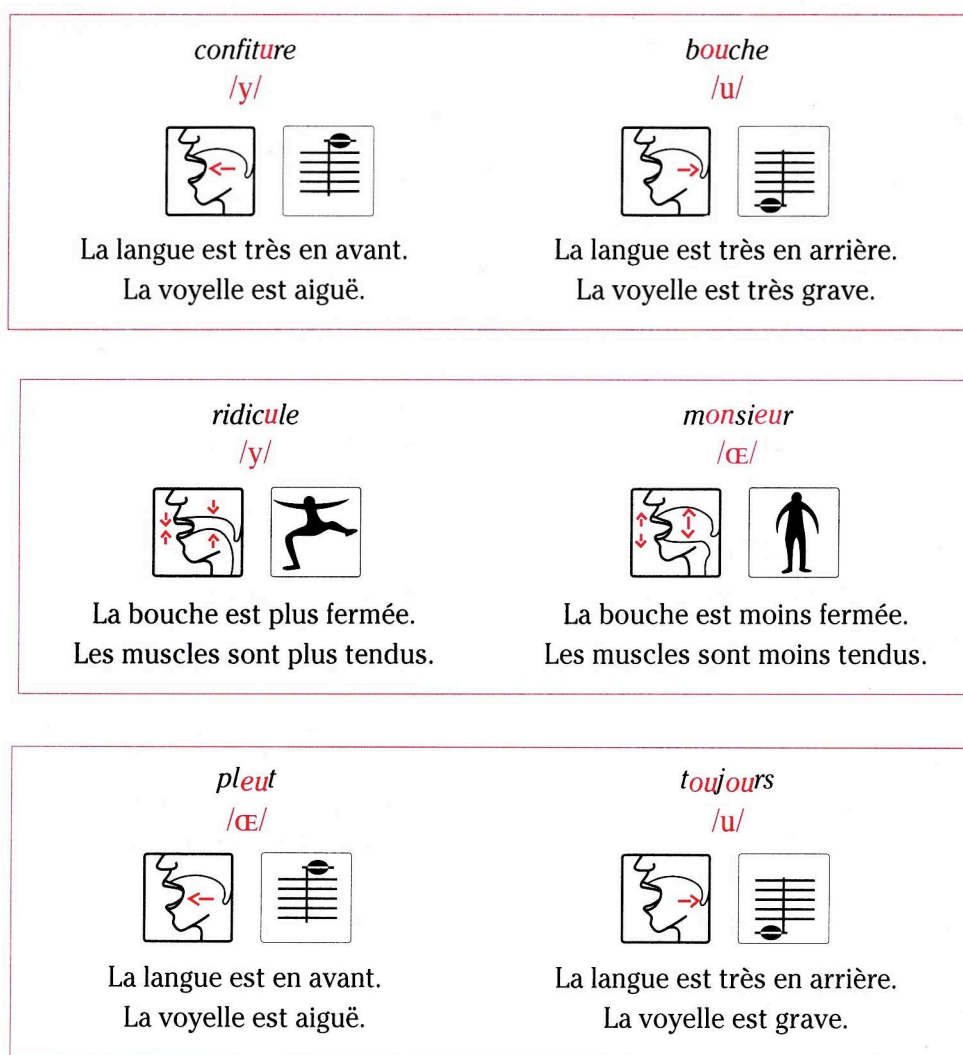 confiture
/y/
La langue est très en avant.
La voyelle est aiguë.
bouche
/u/
La langue est très en arrière.
La voyelle est très grave.
ridicule
/y/
La bouche est plus fermée.
Les muscles sont plus tendus.
monsieur
/Œ/
La bouche est moins fermée.
Les muscles sont moins tendus.
pleut
/Œ/
La langue est en avant.
La voyelle est aiguë.
toujours
/u/
La langue est très en arrière.
La voyelle est grave.